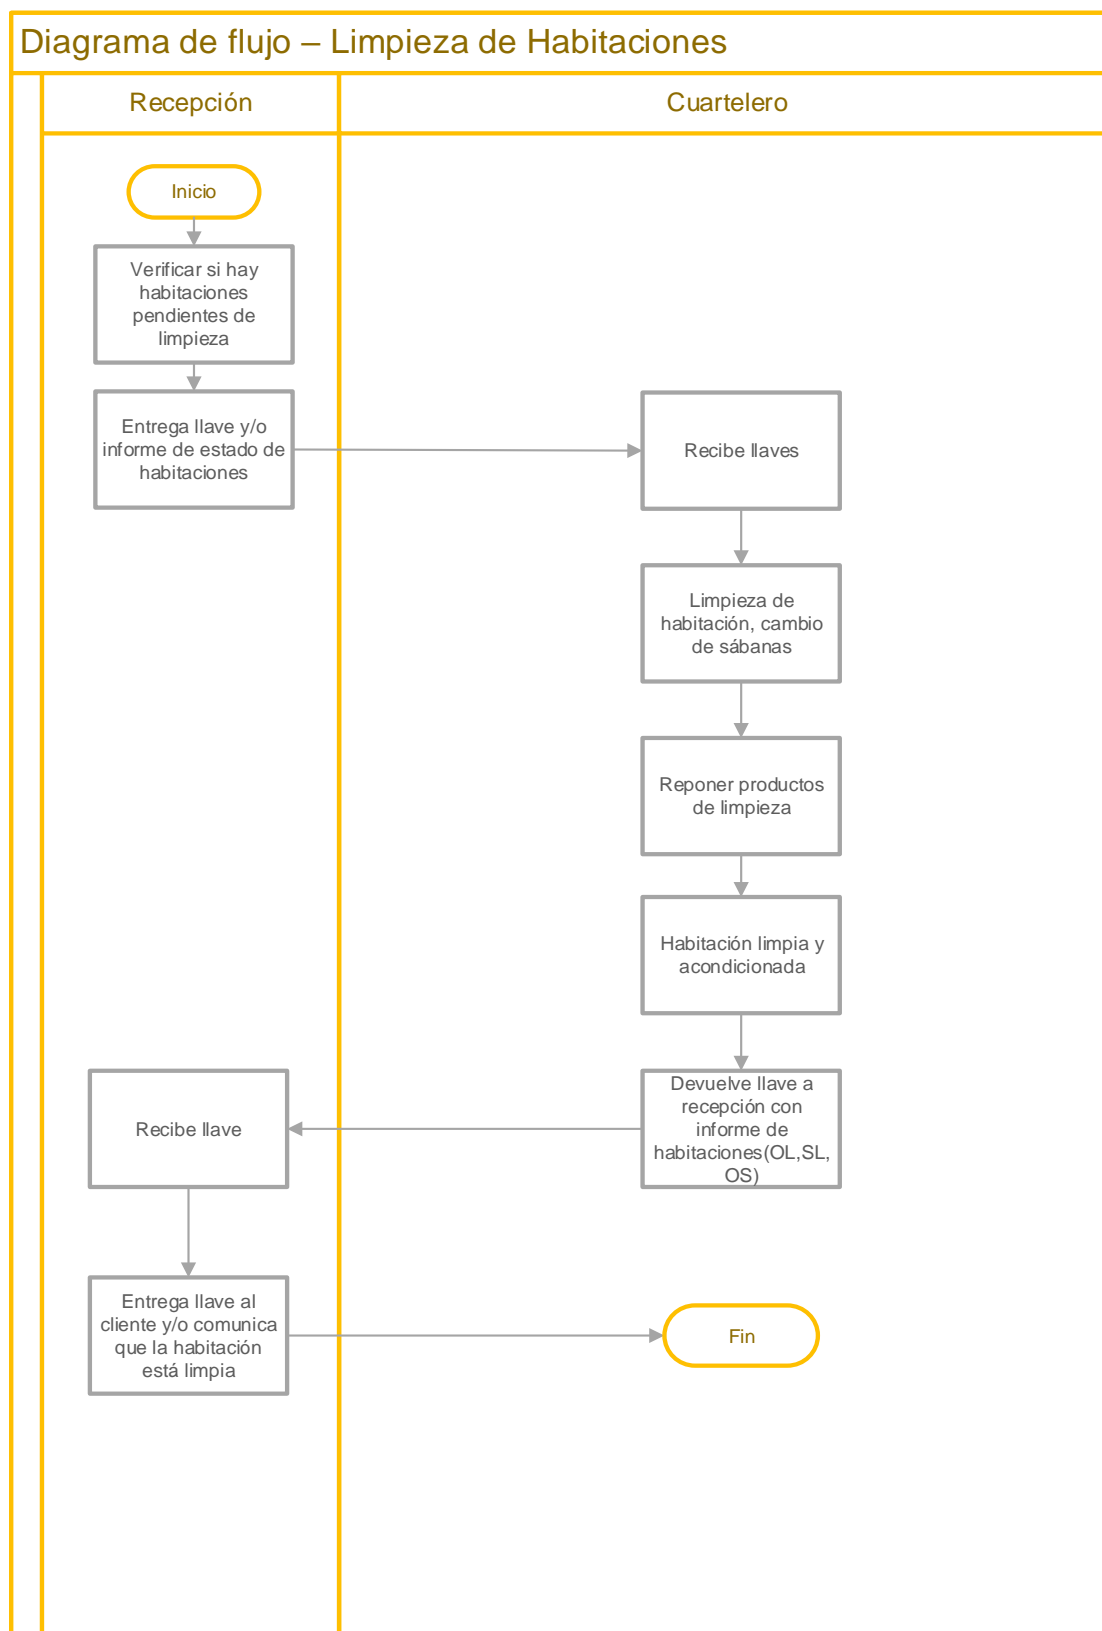 Diagrama de flujo – Limpieza de Habitaciones
Recepción
Cuartelero
Inicio
Verificar si hay
habitaciones
pendientes de
limpieza
Entrega llave y/o
informe de estado de
habitaciones
Recibe llaves
Limpieza de
habitación, cambio
de sábanas
Reponer productos
de limpieza
Habitación limpia y
acondicionada
Devuelve llave a
recepción con
informe de
habitaciones(OL,SL,
OS)
Recibe llave
Entrega llave al
cliente y/o comunica
que la habitación
está limpia
Fin